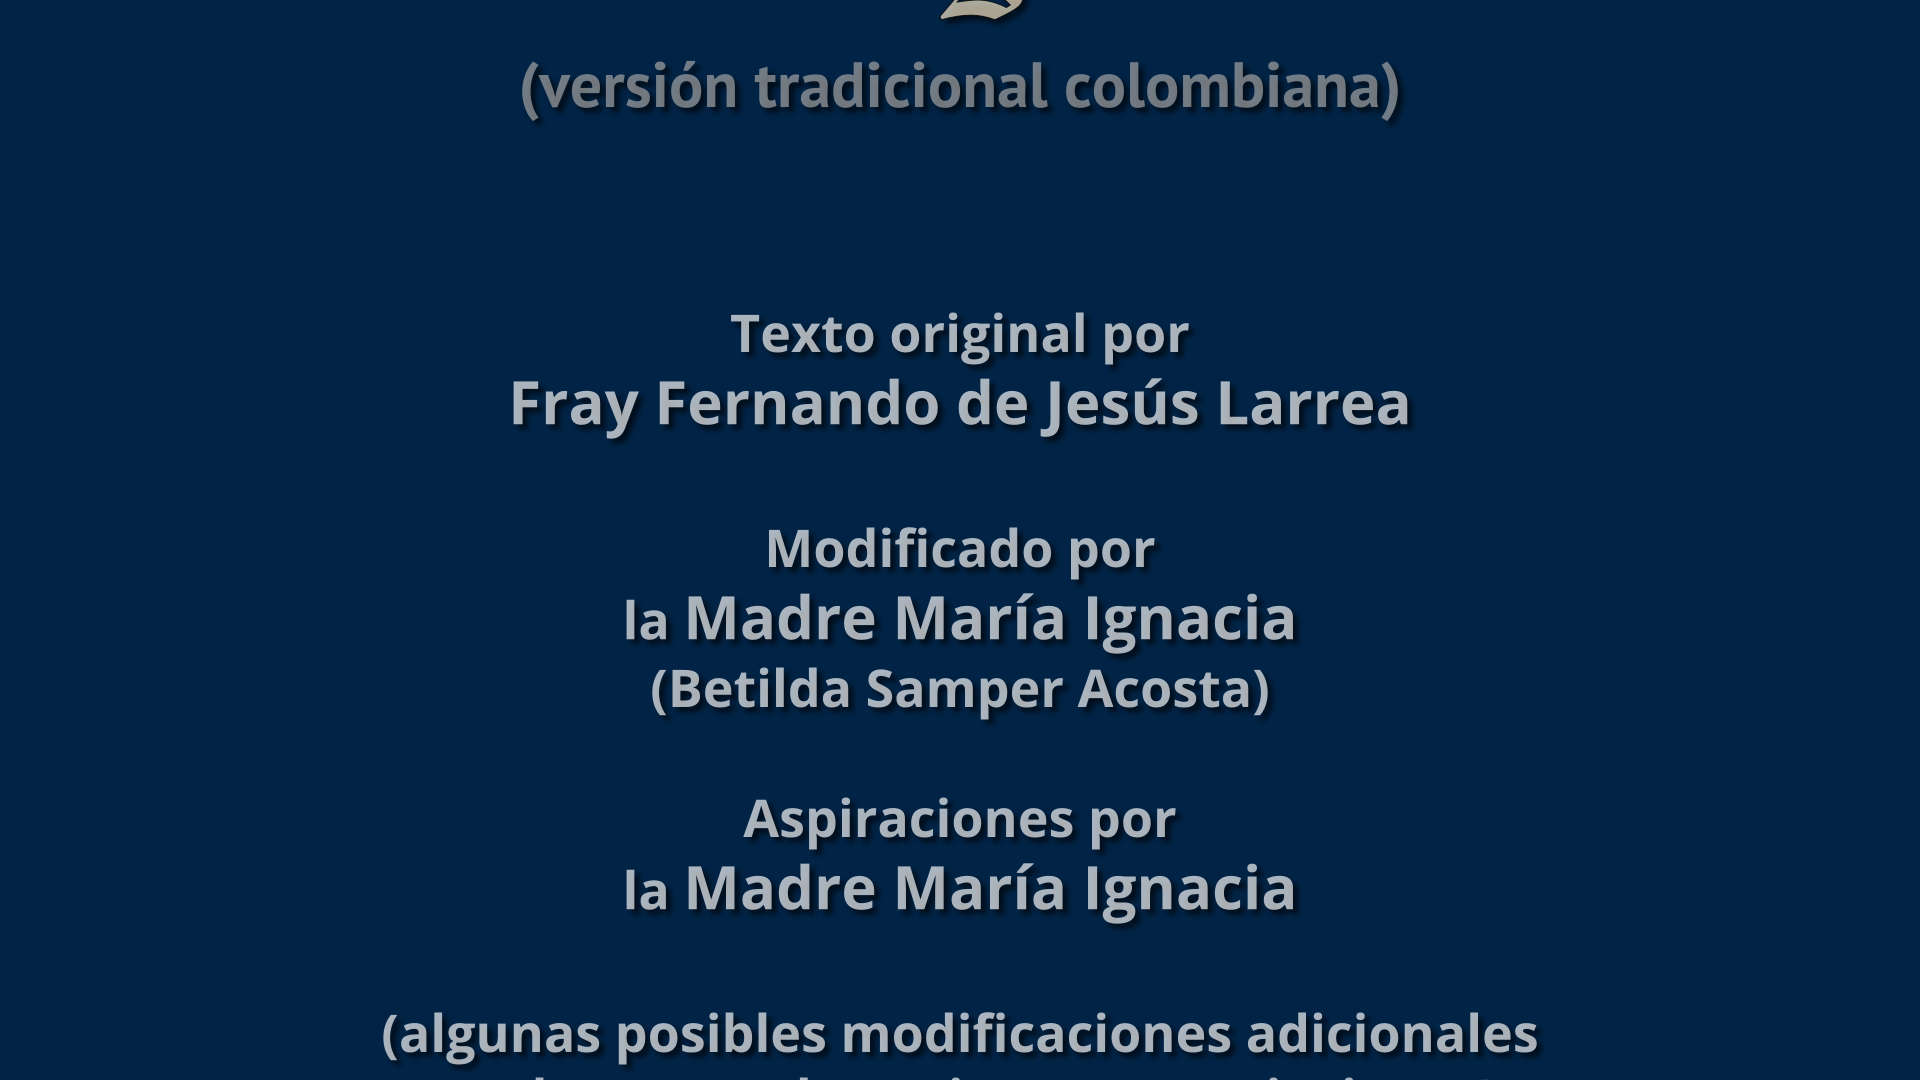 (versión tradicional colombiana)
Texto original por
Fray Fernando de Jesús Larrea
Modificado por
la Madre María Ignacia
(Betilda Samper Acosta)
Aspiraciones por
la Madre María Ignacia
(algunas posibles modificaciones adicionales